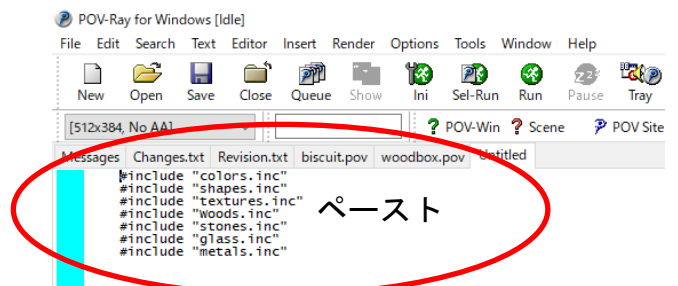 POV-Ray for Windows [Idle]
File Edit Search Text Editor Insert Render Options Tools Window Help
New Open Save Close Queue Show Ini Sel-Run Run Pause Tray
[512x384, No AA] ? POV-Win ? Scene POV Site
Messages Changes.txt Revision.txt biscuit.pov woodbox.pov Untitled
#include "colors.inc"
#include "shapes.inc"
#include "textures.inc"
#include "woods.inc"
#include "stones.inc"
#include "glass.inc"
#include "metals.inc"
ペースト